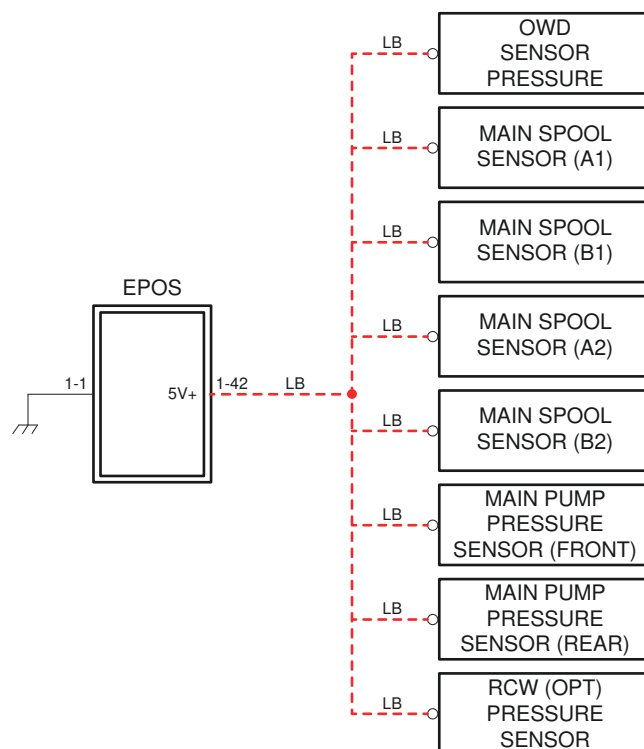 LB
OWD
SENSOR
PRESSURE
LB
MAIN SPOOL
SENSOR (A1)
LB
MAIN SPOOL
SENSOR (B1)
EPOS
LB
MAIN SPOOL
SENSOR (A2)
1-1
5V+
1-42
LB
LB
MAIN SPOOL
SENSOR (B2)
LB
MAIN PUMP
PRESSURE
SENSOR (FRONT)
LB
MAIN PUMP
PRESSURE
SENSOR (REAR)
LB
RCW (OPT)
PRESSURE
SENSOR